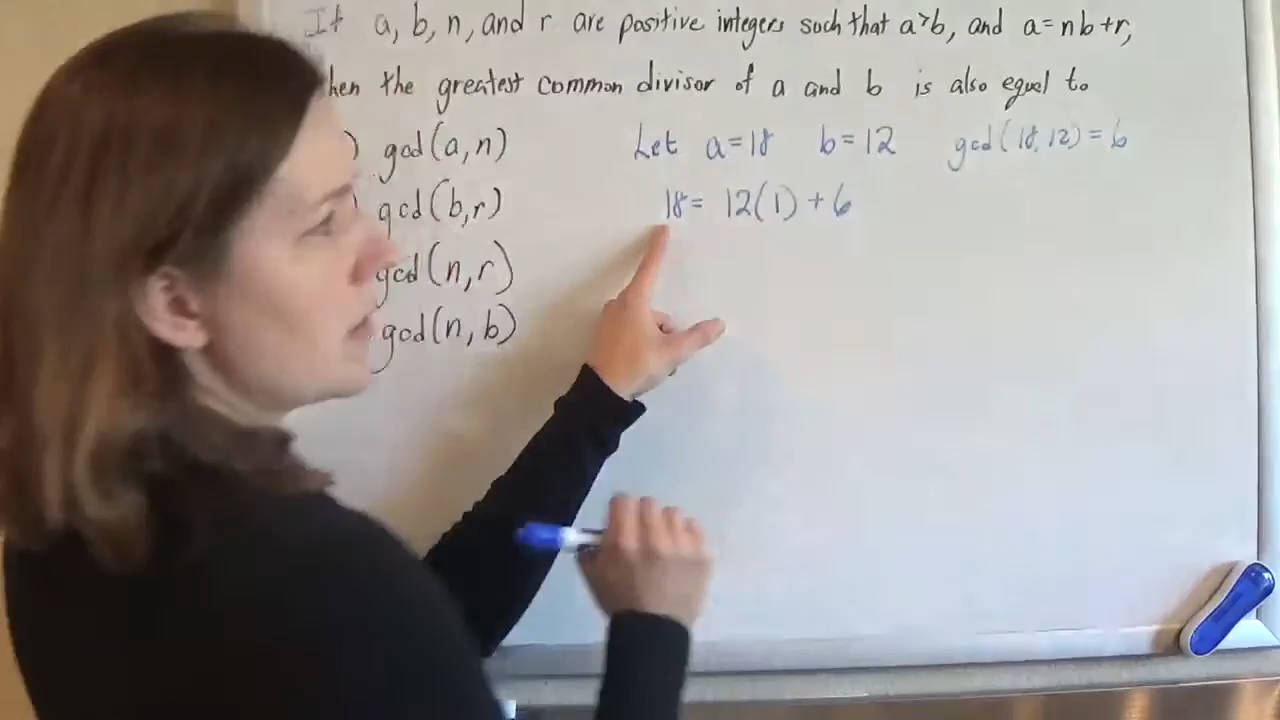 If a, b, n, and r are positive integers such that a>b, and a=nb+r,
hen the greatest common divisor of a and b is also equal to
) gcd(a,n)
) gcd(b,r)
gcd(n,r)
gcd(n,b)
Let a=18 b=12 gcd(18,12)=6
18= 12(1)+6